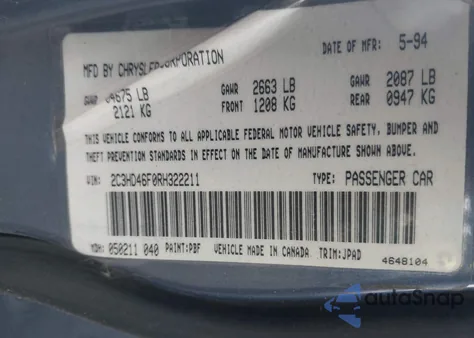 MFD BY CHRYSLER CORPORATION DATE OF MFR: 5-94
GVWR 04675 LB GAWR 2663 LB GAWR 2087 LB
2121 KG FRONT 1208 KG REAR 0947 KG
THIS VEHICLE CONFORMS TO ALL APPLICABLE FEDERAL MOTOR VEHICLE SAFETY, BUMPER AND
THEFT PREVENTION STANDARDS IN EFFECT ON THE DATE OF MANUFACTURE SHOWN ABOVE.
VIN: 2C3HD46F0RH322211 TYPE: PASSENGER CAR
MDH: 050211 040 PAINT:PBF VEHICLE MADE IN CANADA TRIM:JPAD
4648104
autoSnap